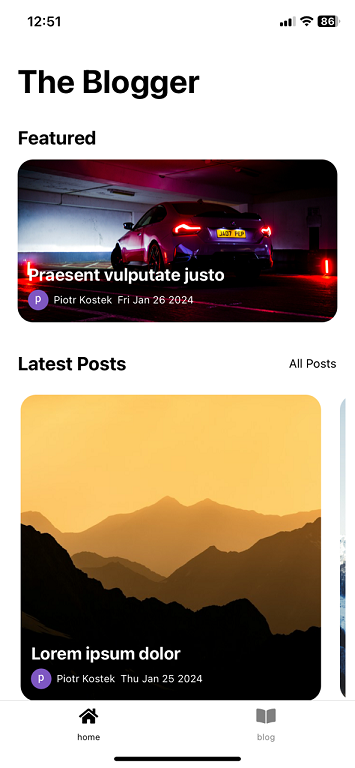 12:51
86
The Blogger
Featured
JA07 PLP
Praesent vulputate justo
P
Piotr Kostek Fri Jan 26 2024
Latest Posts
All Posts
Lorem ipsum dolor
P
Piotr Kostek Thu Jan 25 2024
home
blog